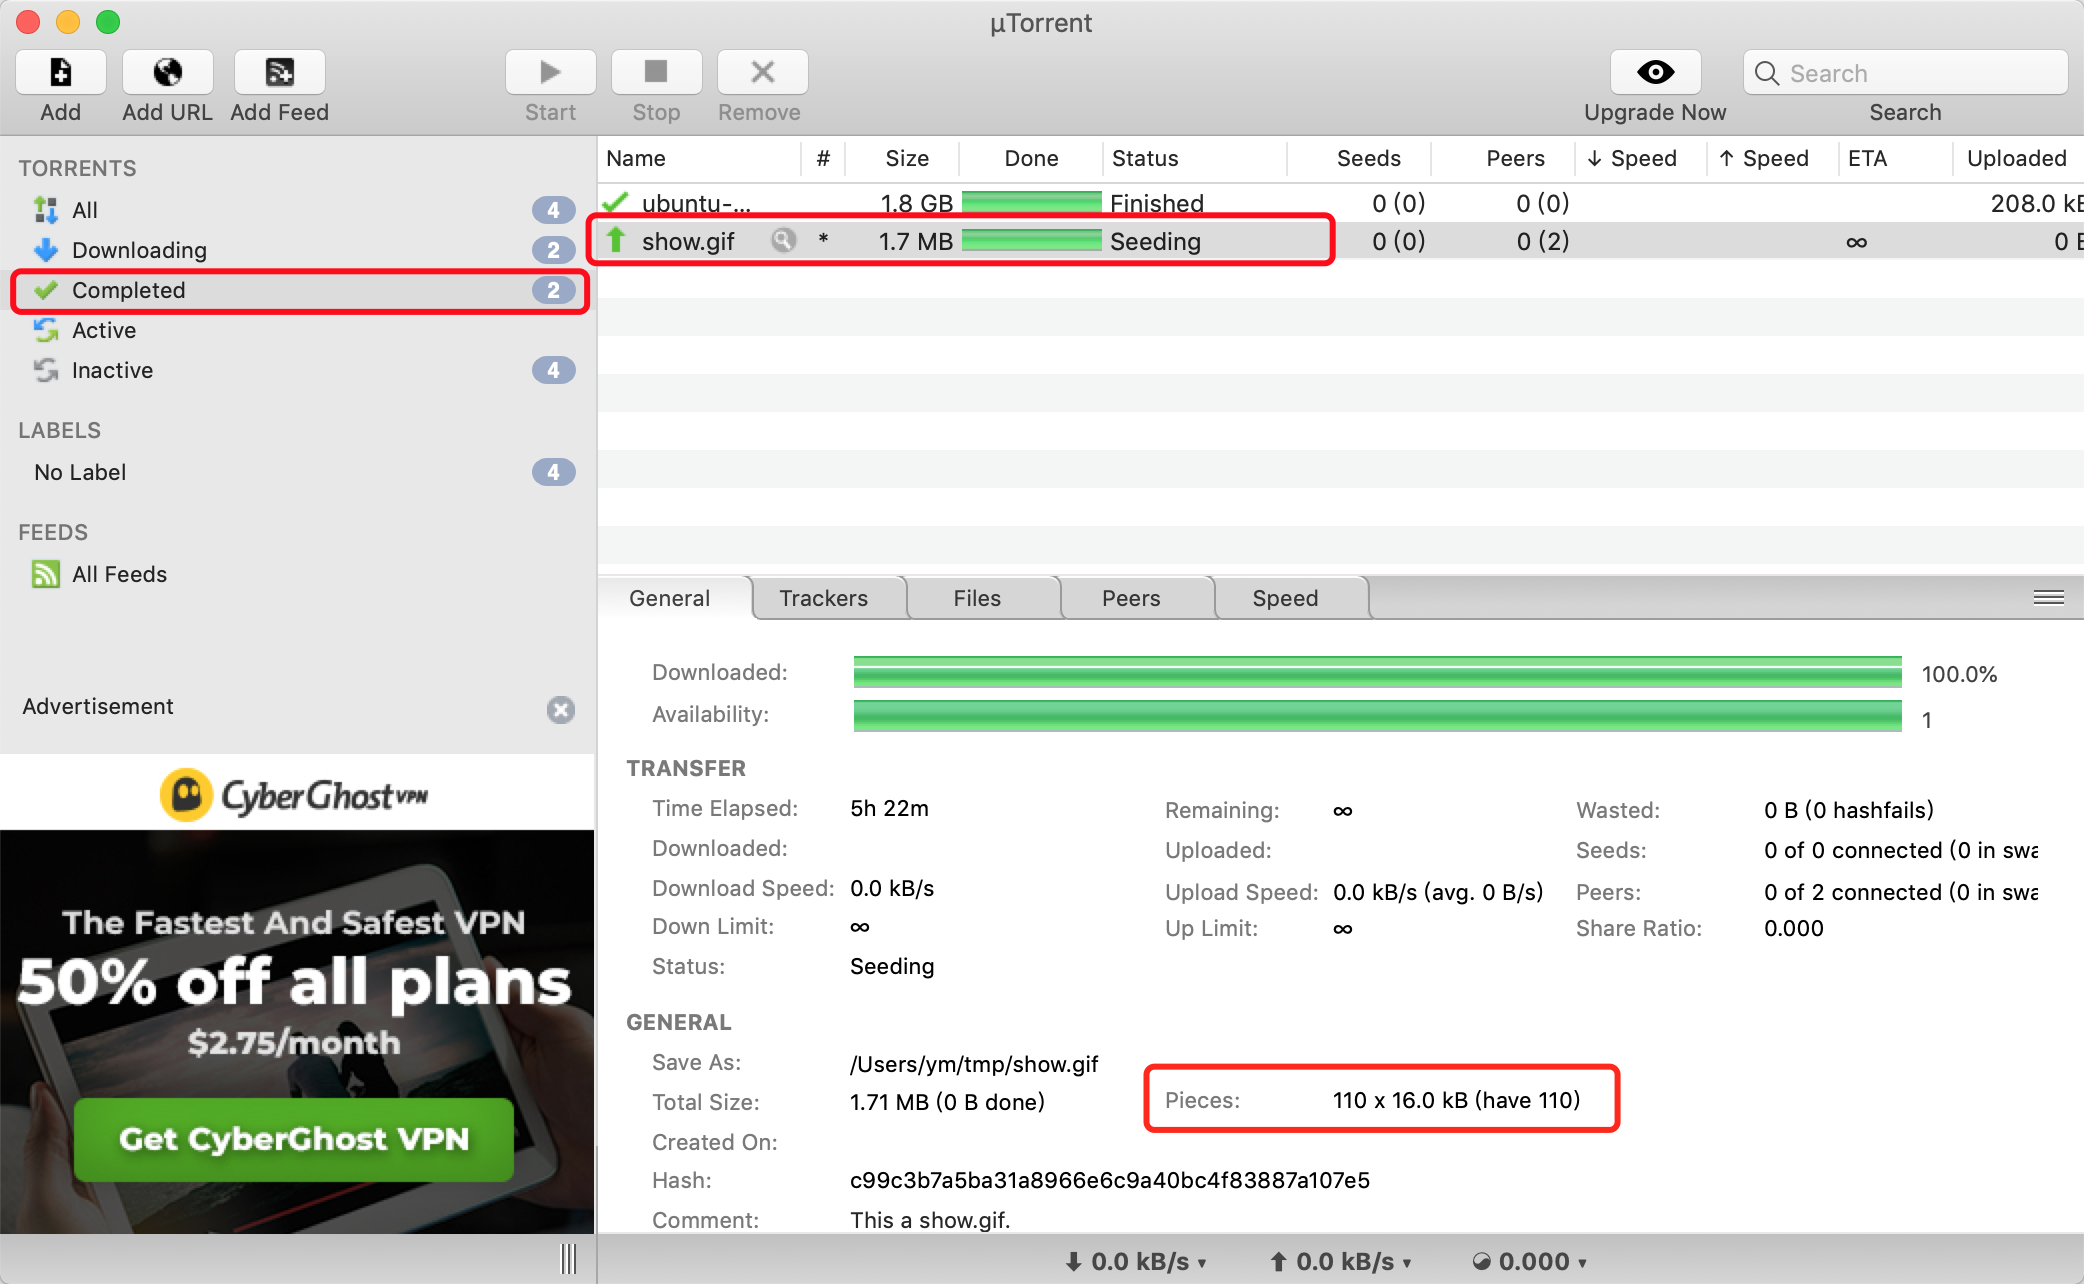 µTorrent
Add Add URL Add Feed Start Stop Remove Upgrade Now Search
Search
TORRENTS
All 4
Downloading 2
Completed 2
Active
Inactive 4
LABELS
No Label 4
FEEDS
All Feeds
Advertisement
CyberGhost VPN
The Fastest And Safest VPN
50% off all plans
$2.75/month
Get CyberGhost VPN
Name # Size Done Status Seeds Peers ↓ Speed ↑ Speed ETA Uploaded
ubuntu-... 1.8 GB Finished 0 (0) 0 (0) 208.0 kB
show.gif * 1.7 MB Seeding 0 (0) 0 (2) ∞ 0 B
General Trackers Files Peers Speed
Downloaded: 100.0%
Availability: 1
TRANSFER
Time Elapsed: 5h 22m Remaining: ∞ Wasted: 0 B (0 hashfails)
Downloaded: Uploaded: Seeds: 0 of 0 connected (0 in swa
Download Speed: 0.0 kB/s Upload Speed: 0.0 kB/s (avg. 0 B/s) Peers: 0 of 2 connected (0 in swa
Down Limit: ∞ Up Limit: ∞ Share Ratio: 0.000
Status: Seeding
GENERAL
Save As: /Users/ym/tmp/show.gif
Total Size: 1.71 MB (0 B done) Pieces: 110 x 16.0 kB (have 110)
Created On:
Hash: c99c3b7a5ba31a8966e6c9a40bc4f83887a107e5
Comment: This a show.gif.
0.0 kB/s 0.0 kB/s 0.000